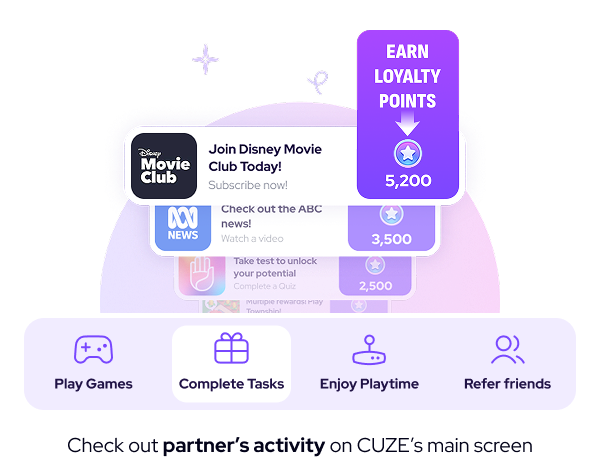 EARN
LOYALTY
POINTS
5,200
Disney
Movie
Club
Join Disney Movie
Club Today!
Subscribe now!
NEWS
Check out the ABC
news!
Watch a video
3,500
Take test to unlock
your potential
Complete a Quiz
2,500
Multiple rewards! Play
Township!
Play Games
Complete Tasks
Enjoy Playtime
Refer friends
Check out partner's activity on CUZE's main screen